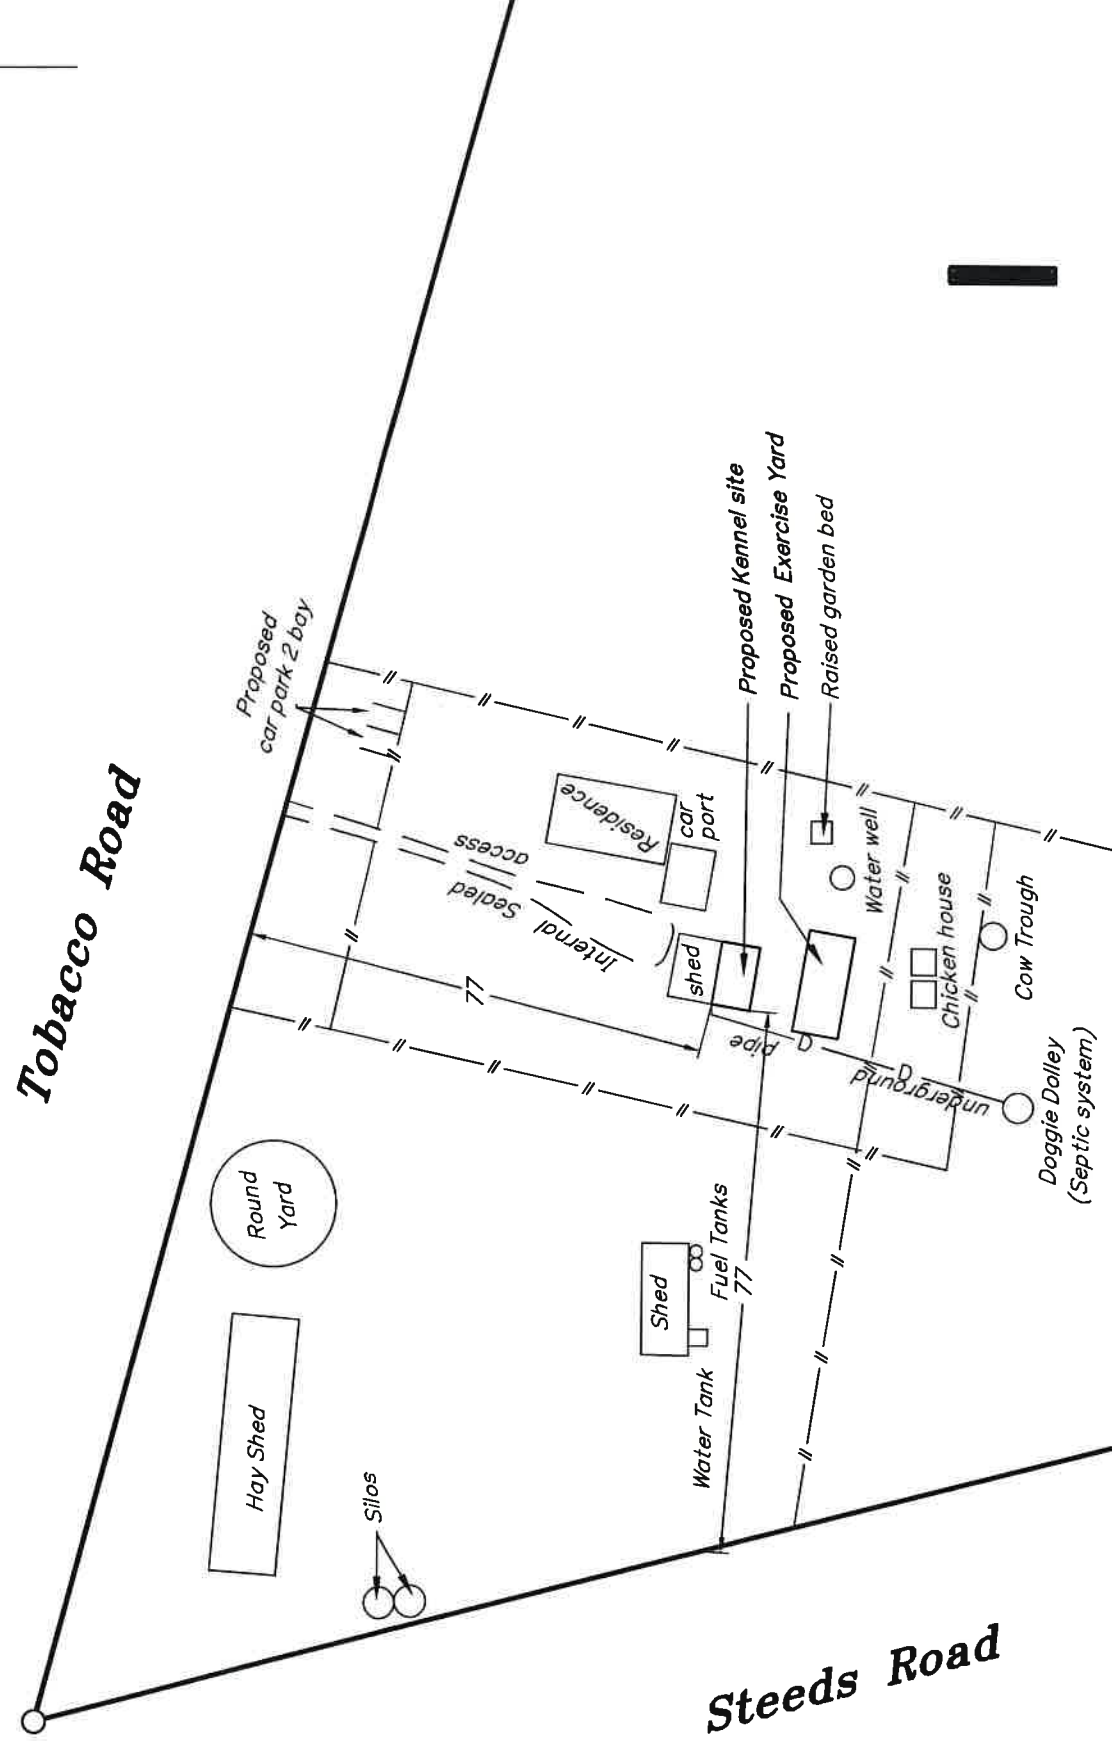 Tobacco Road
Proposed
car park 2 bay
Residence
car
port
Sealed
access
Internal
shed
77
Proposed Kennel site
Proposed Exercise Yard
Raised garden bed
Water well
Chicken house
Cow Trough
pipe
D
underground
D
Doggie Dolley
(Septic system)
Round
Yard
Hay Shed
Silos
Shed
Fuel Tanks
77
Water Tank
Steeds Road